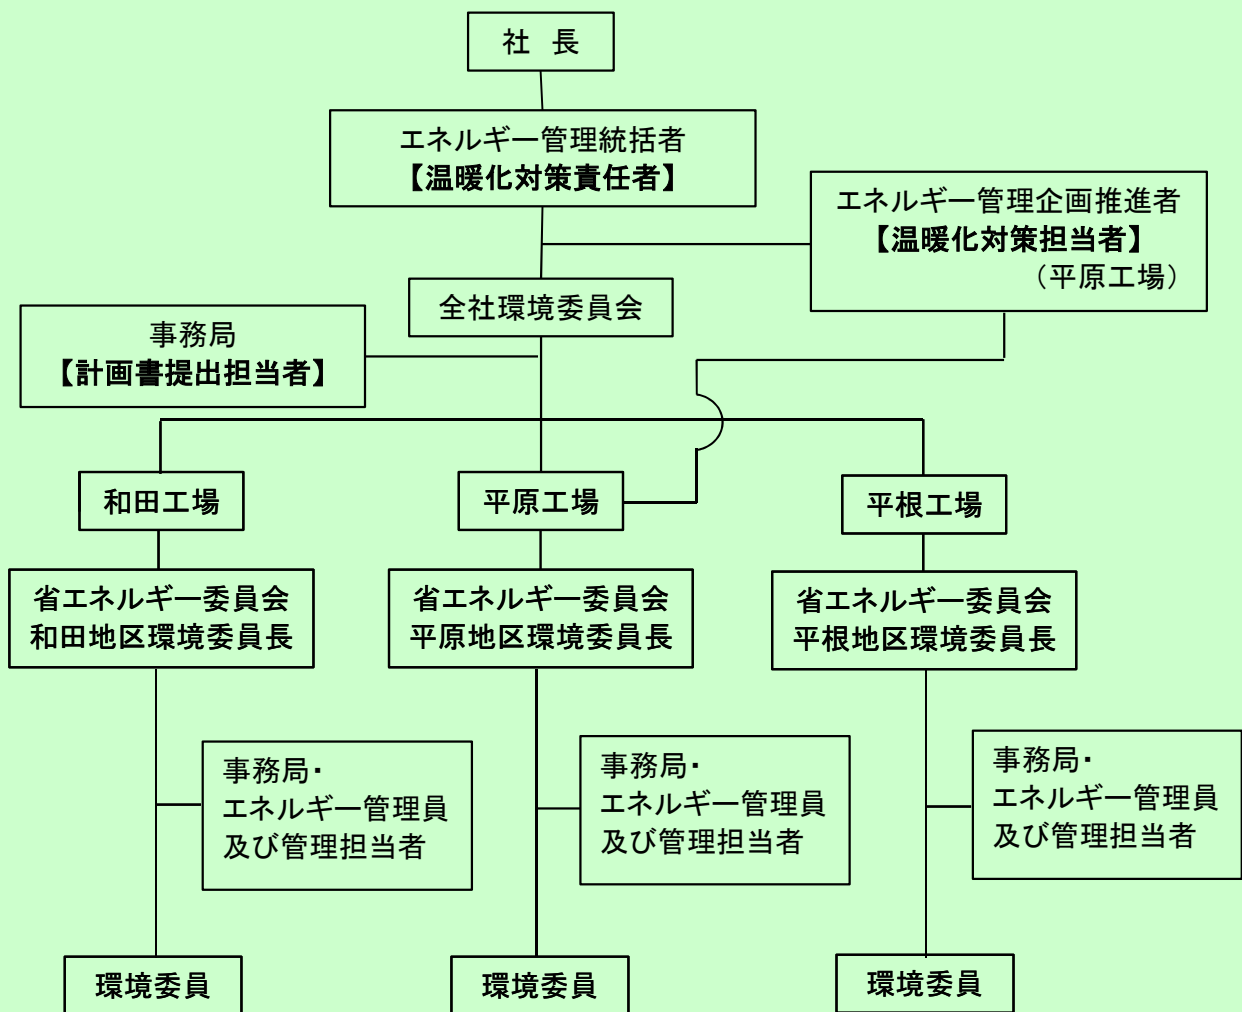 社 長
エネルギー管理統括者
【温暖化対策責任者】
エネルギー管理企画推進者
【温暖化対策担当者】
（平原工場）
全社環境委員会
事務局
【計画書提出担当者】
和田工場
平原工場
平根工場
省エネルギー委員会
和田地区環境委員長
省エネルギー委員会
平原地区環境委員長
省エネルギー委員会
平根地区環境委員長
事務局・
エネルギー管理員
及び管理担当者
事務局・
エネルギー管理員
及び管理担当者
事務局・
エネルギー管理員
及び管理担当者
環境委員
環境委員
環境委員